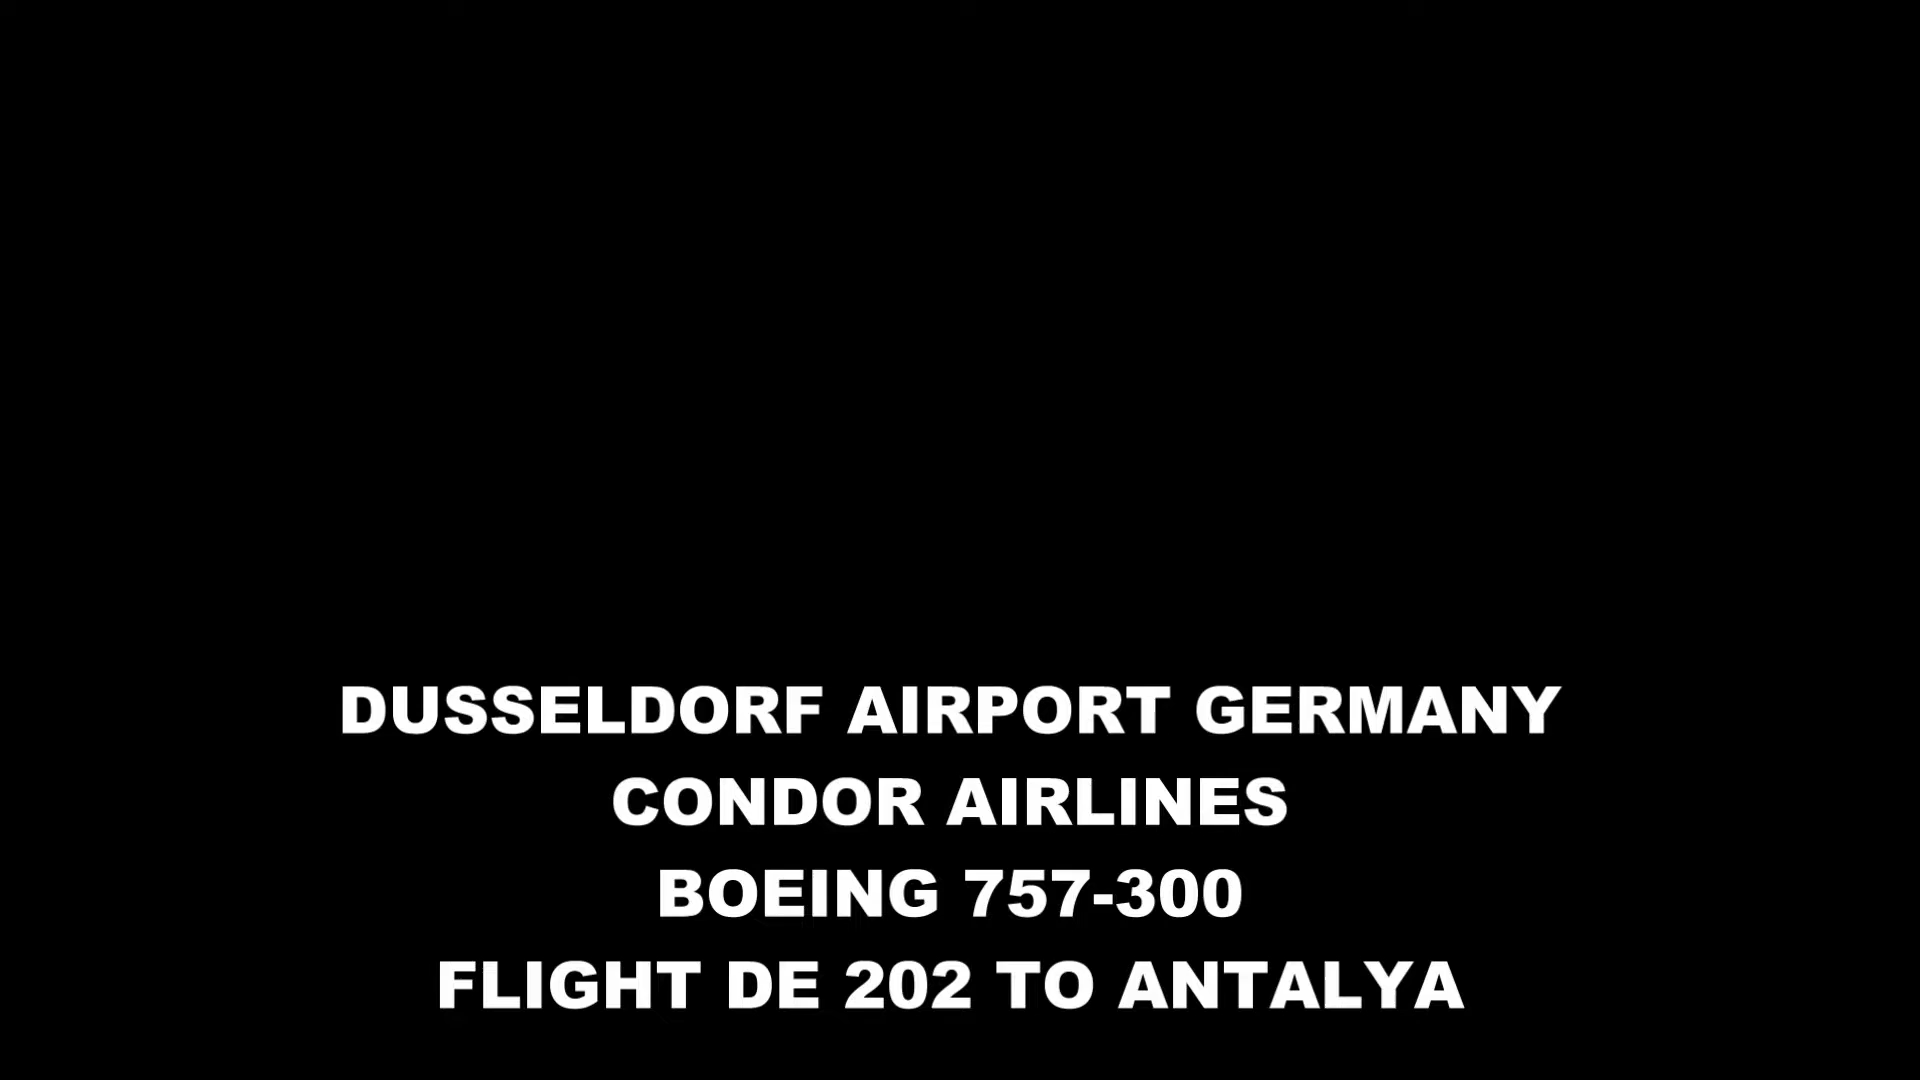 DUSSELDORF AIRPORT GERMANY
CONDOR AIRLINES
BOEING 757-300
FLIGHT DE 202 TO ANTALYA